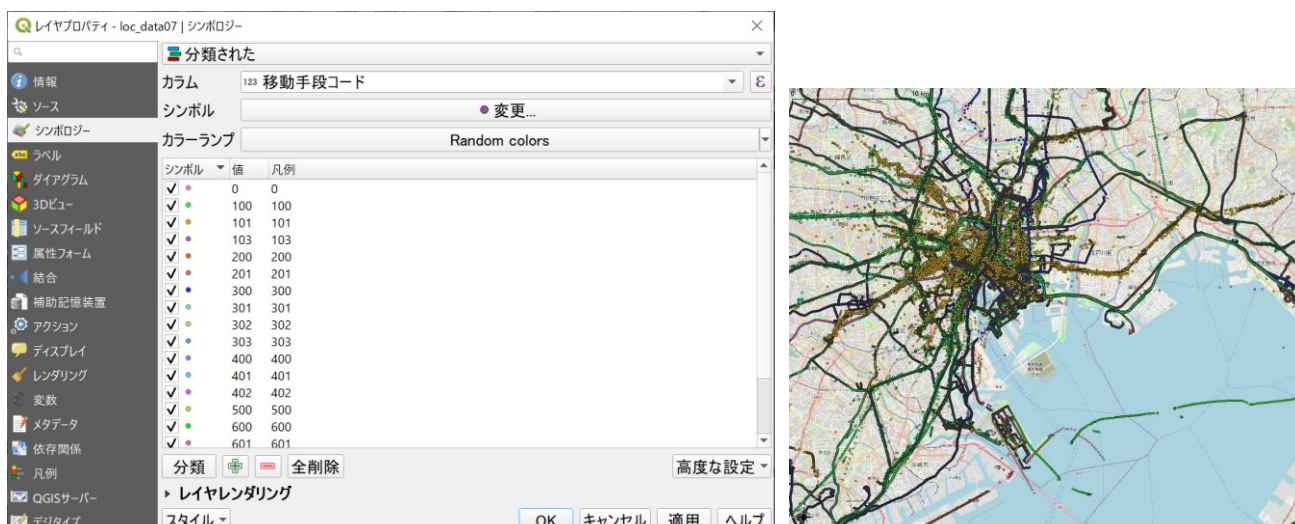 レイヤプロパティ - loc_data07 | シンボロジー
情報
ソース
シンボロジー
ラベル
ダイアグラム
3Dビュー
ソースフィールド
属性フォーム
結合
補助記憶装置
アクション
ディスプレイ
レンダリング
変数
メタデータ
依存関係
凡例
QGISサーバー
デジタイズ
分類された
カラム 123 移動手段コード ε
シンボル 変更...
カラーランプ Random colors
シンボル 値 凡例
0 0
100 100
101 101
103 103
200 200
201 201
300 300
301 301
302 302
303 303
400 400
401 401
402 402
500 500
600 600
601 601
分類 全削除 高度な設定
レイヤレンダリング
スタイル OK キャンセル 適用 ヘルプ
10 km